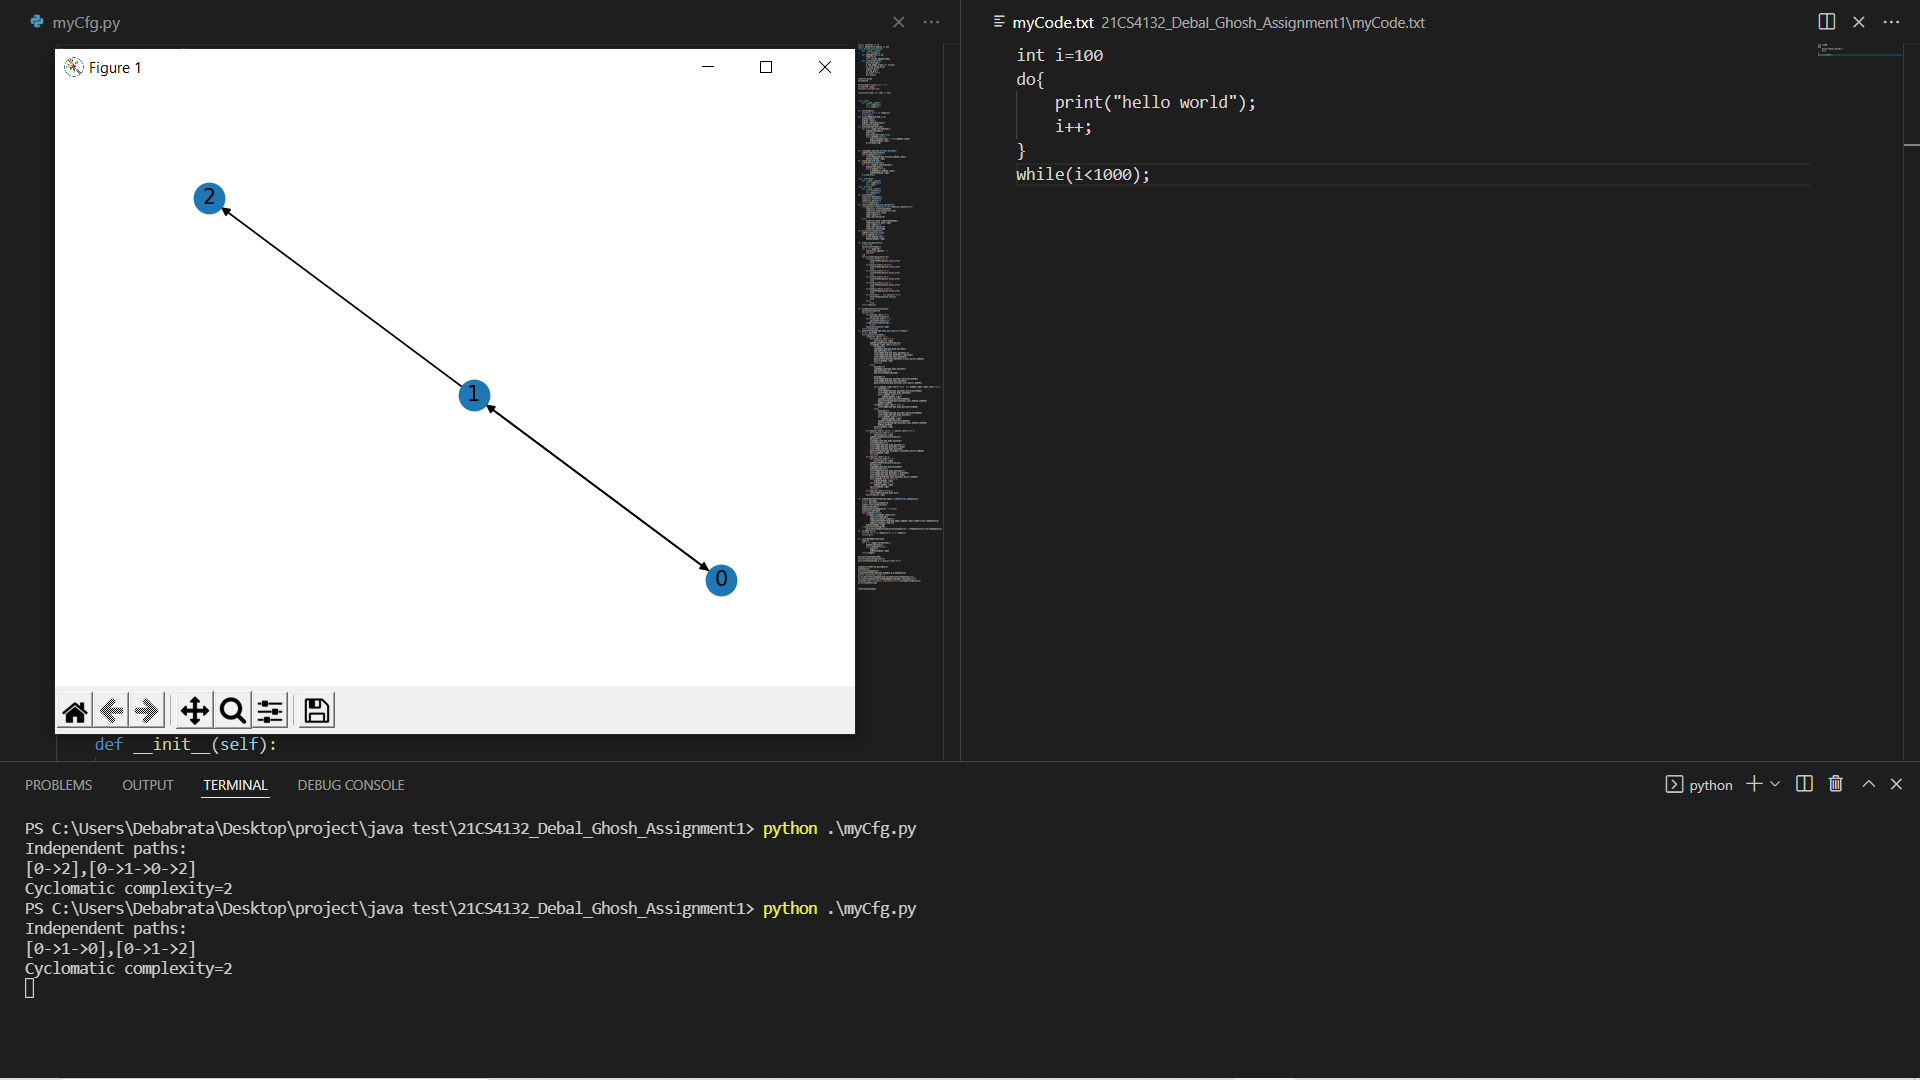 myCfg.py
myCode.txt 21CS4132_Debal_Ghosh_Assignment1\myCode.txt
Figure 1
2
1
0
def __init__(self):
int i=100
do{
print("hello world");
i++;
}
while(i<1000);
PROBLEMS OUTPUT TERMINAL DEBUG CONSOLE
python
PS C:\Users\Debabrata\Desktop\project\java test\21CS4132_Debal_Ghosh_Assignment1> python .\myCfg.py
Independent paths:
[0->2],[0->1->0->2]
Cyclomatic complexity=2
PS C:\Users\Debabrata\Desktop\project\java test\21CS4132_Debal_Ghosh_Assignment1> python .\myCfg.py
Independent paths:
[0->1->0],[0->1->2]
Cyclomatic complexity=2